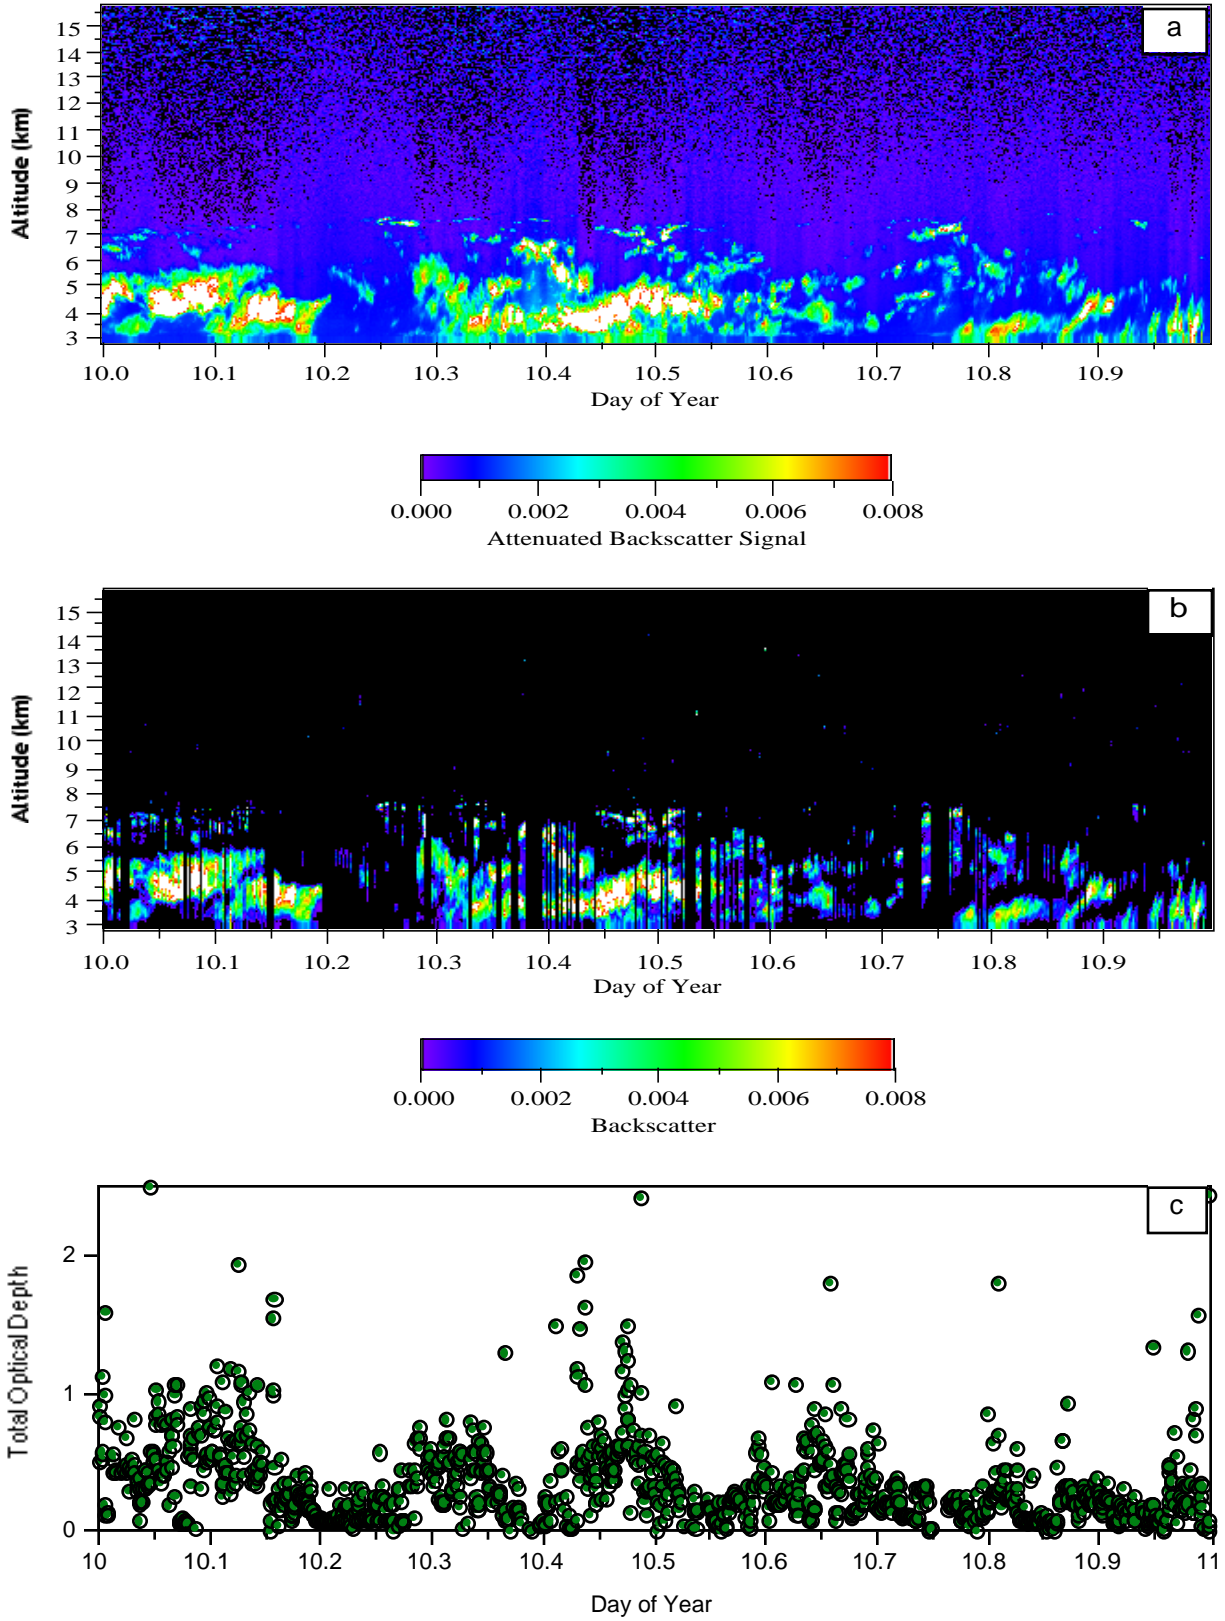 a
15
14
13
12
11
10
9
8
7
6
5
4
3
Altitude (km)
10.0 10.1 10.2 10.3 10.4 10.5 10.6 10.7 10.8 10.9
Day of Year
0.000 0.002 0.004 0.006 0.008
Attenuated Backscatter Signal
b
15
14
13
12
11
10
9
8
7
6
5
4
3
Altitude (km)
10.0 10.1 10.2 10.3 10.4 10.5 10.6 10.7 10.8 10.9
Day of Year
0.000 0.002 0.004 0.006 0.008
Backscatter
c
2
1
0
Total Optical Depth
10 10.1 10.2 10.3 10.4 10.5 10.6 10.7 10.8 10.9 11
Day of Year